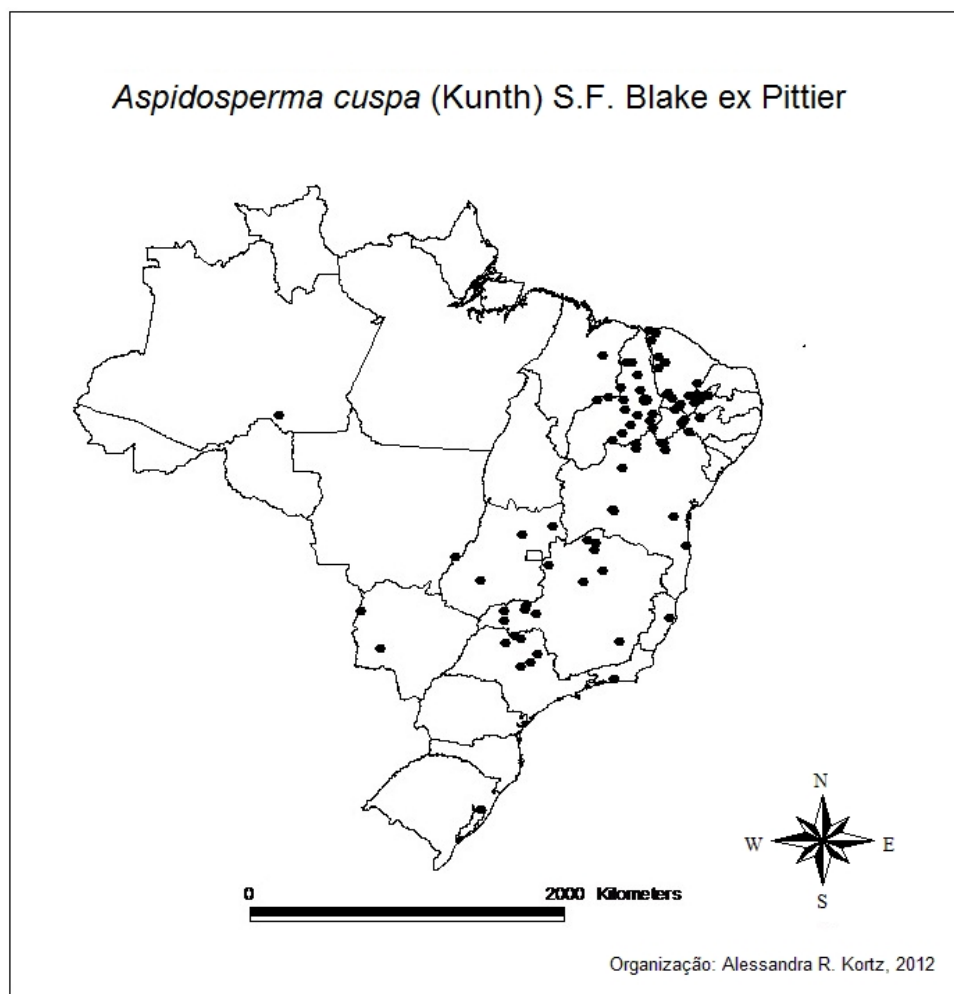 Aspidosperma cuspa (Kunth) S.F. Blake ex Pittier
N
W E
S
0 2000 Kilometers
Organização: Alessandra R. Kortz, 2012